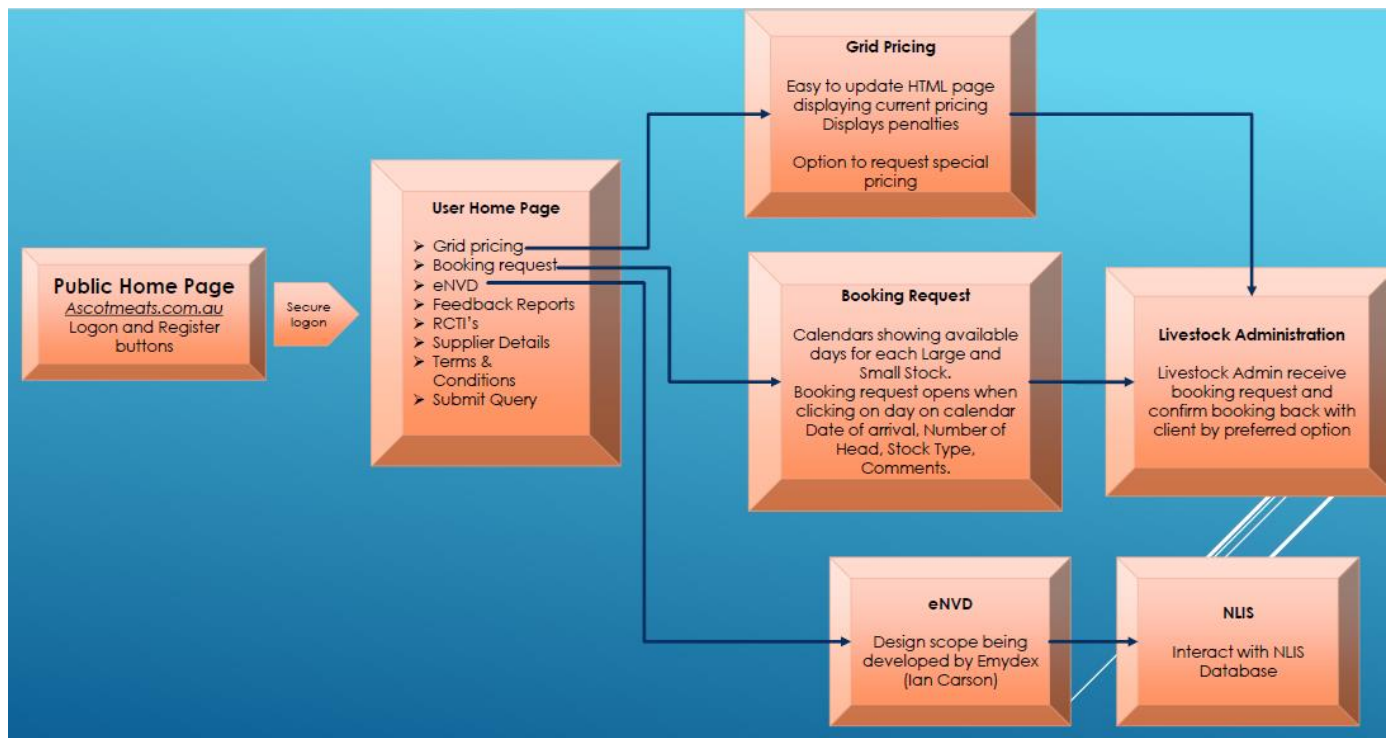 Public Home Page
Ascotmeats.com.au
Logon and Register
buttons
Secure
logon
User Home Page
➢ Grid pricing
➢ Booking request
➢ eNVD
➢ Feedback Reports
➢ RCTI's
➢ Supplier Details
➢ Terms &
Conditions
➢ Submit Query
Grid Pricing
Easy to update HTML page
displaying current pricing
Displays penalties
Option to request special
pricing
Booking Request
Calendars showing available
days for each Large and
Small Stock.
Booking request opens when
clicking on day on calendar
Date of arrival, Number of
Head, Stock Type,
Comments.
Livestock Administration
Livestock Admin receive
booking request and
confirm booking back with
client by preferred option
eNVD
Design scope being
developed by Emydex
(Ian Carson)
NLIS
Interact with NLIS
Database